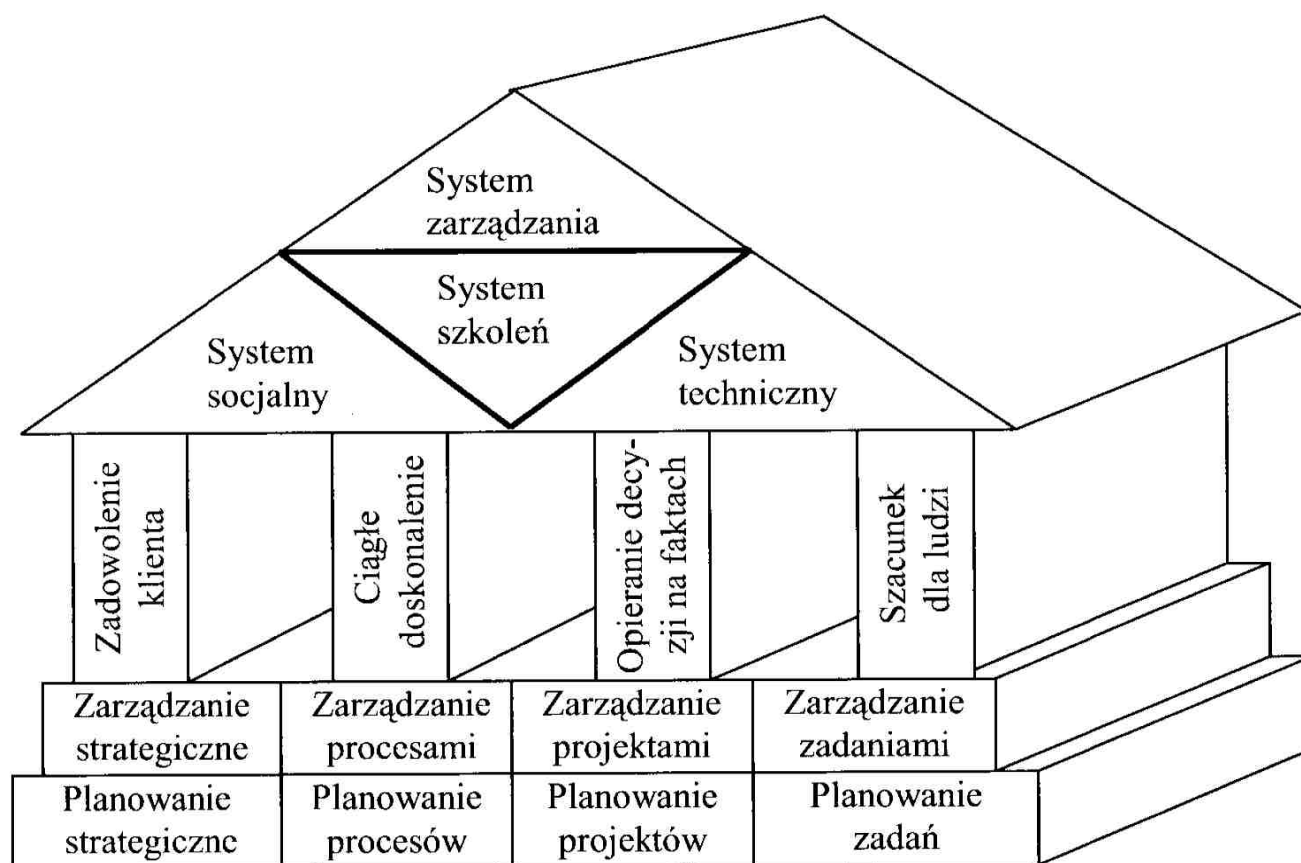 System
zarządzania
System
szkoleń
System
socjalny
System
techniczny
Zadowolenie
klienta
Ciągłe
doskonalenie
Opieranie decy-
zji na faktach
Szacunek
dla ludzi
Zarządzanie
strategiczne
Zarządzanie
procesami
Zarządzanie
projektami
Zarządzanie
zadaniami
Planowanie
strategiczne
Planowanie
procesów
Planowanie
projektów
Planowanie
zadań